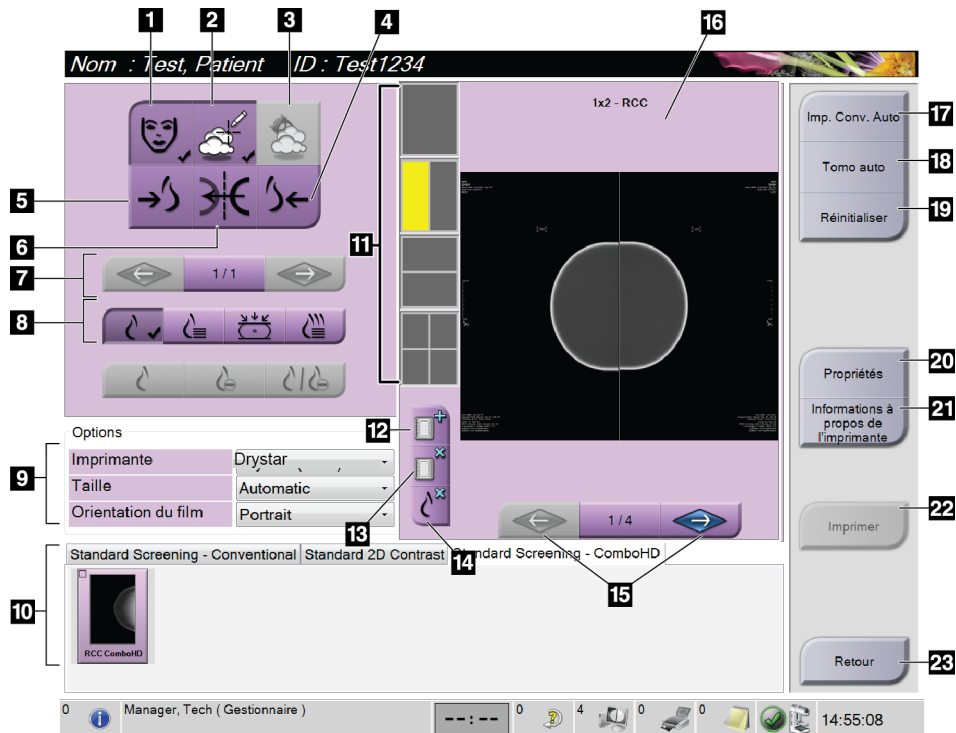 1
2
3
4
16
Nom : Test, Patient ID : Test1234
1x2 - RCC
Imp. Conv. Auto
17
Tomo auto
18
Réinitialiser
19
5
6
11
7
1/1
8
Propriétés
20
Informations à
propos de
l'imprimante
21
12
Options
9
Imprimante
Drystar
Taille
Automatic
Orientation du film
Portrait
13
14
1/4
15
Imprimer
22
Standard Screening - Conventional
Standard 2D Contrast
Standard Screening - ComboHD
10
RCC ComboHD
Retour
23
0
Manager, Tech ( Gestionnaire )
--:--
0
4
0
0
14:55:08